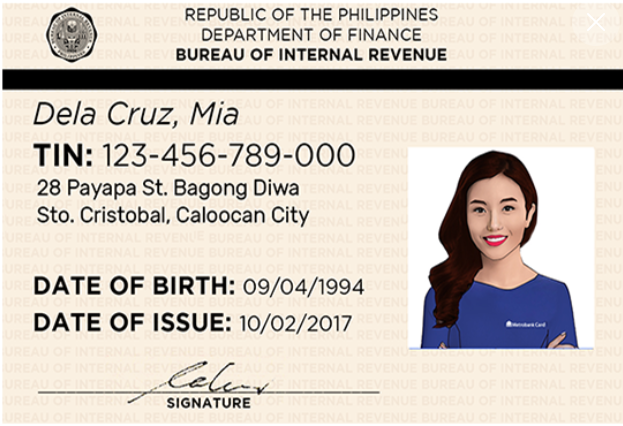 REPUBLIC OF THE PHILIPPINES
DEPARTMENT OF FINANCE
BUREAU OF INTERNAL REVENUE
Dela Cruz, Mia
TIN: 123-456-789-000
28 Payapa St. Bagong Diwa
Sto. Cristobal, Caloocan City
DATE OF BIRTH: 09/04/1994
DATE OF ISSUE: 10/02/2017
Metrobank Card
SIGNATURE